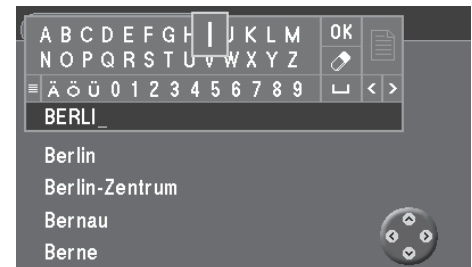 A B C D E F G H I J K L M OK
N O P Q R S T U V W X Y Z
Ä Ö Ü 0 1 2 3 4 5 6 7 8 9 < >
BERLI_
Berlin
Berlin-Zentrum
Bernau
Berne